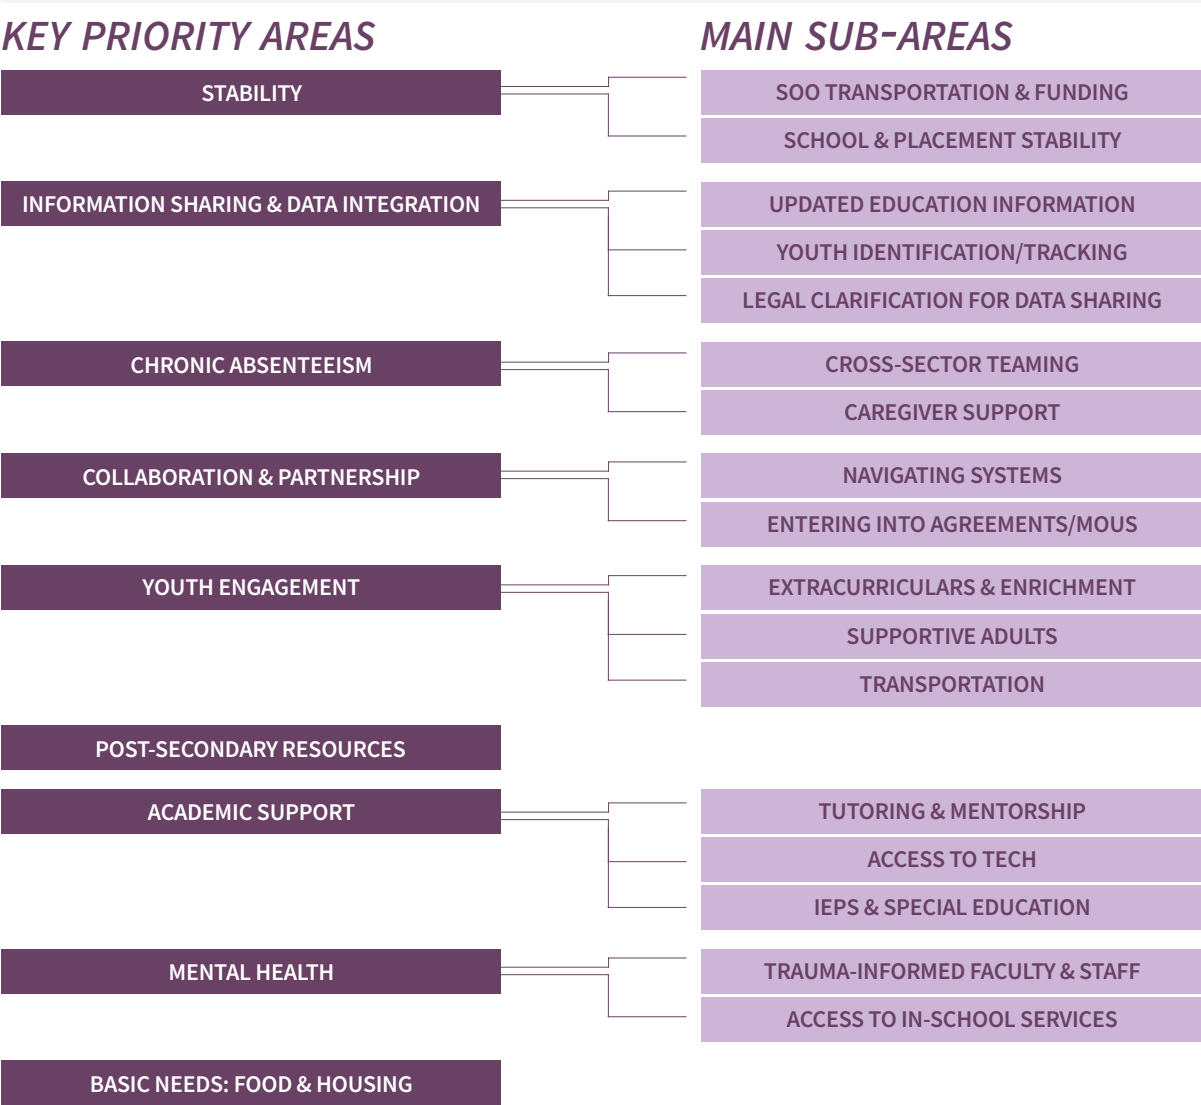 KEY PRIORITY AREAS
MAIN SUB-AREAS
STABILITY
SOO TRANSPORTATION & FUNDING
SCHOOL & PLACEMENT STABILITY
INFORMATION SHARING & DATA INTEGRATION
UPDATED EDUCATION INFORMATION
YOUTH IDENTIFICATION/TRACKING
LEGAL CLARIFICATION FOR DATA SHARING
CHRONIC ABSENTEEISM
CROSS-SECTOR TEAMING
CAREGIVER SUPPORT
COLLABORATION & PARTNERSHIP
NAVIGATING SYSTEMS
ENTERING INTO AGREEMENTS/MOUS
YOUTH ENGAGEMENT
EXTRACURRICULARS & ENRICHMENT
SUPPORTIVE ADULTS
TRANSPORTATION
POST-SECONDARY RESOURCES
ACADEMIC SUPPORT
TUTORING & MENTORSHIP
ACCESS TO TECH
IEPS & SPECIAL EDUCATION
MENTAL HEALTH
TRAUMA-INFORMED FACULTY & STAFF
ACCESS TO IN-SCHOOL SERVICES
BASIC NEEDS: FOOD & HOUSING